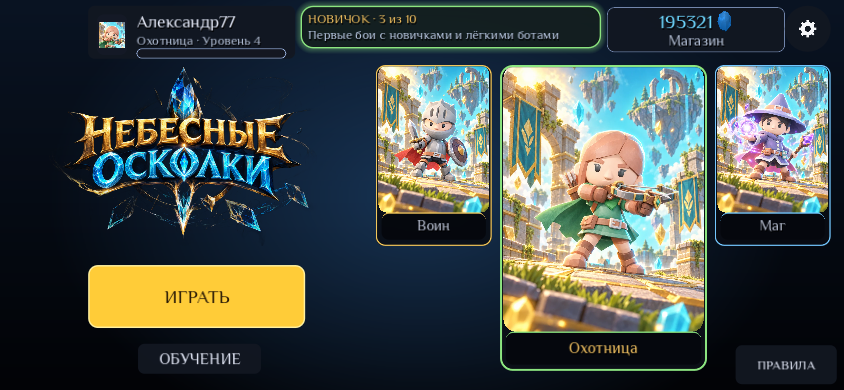 Александр77
Охотница · Уровень 4
НОВИЧОК · 3 из 10
Первые бои с новичками и лёгкими ботами
195321
Магазин
НЕБЕСНЫЕ
ОСКОЛКИ
Воин
Охотница
Маг
ИГРАТЬ
ОБУЧЕНИЕ
ПРАВИЛА